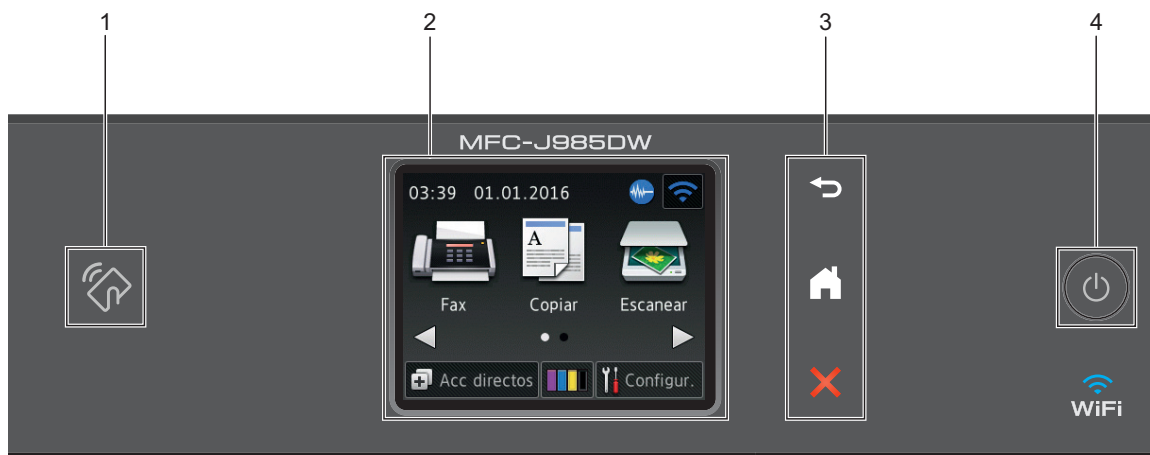 1 2 3 4
MFC-J985DW
03:39 01.01.2016
A
Fax Copiar Escanear
Acc directos Configur.
WiFi